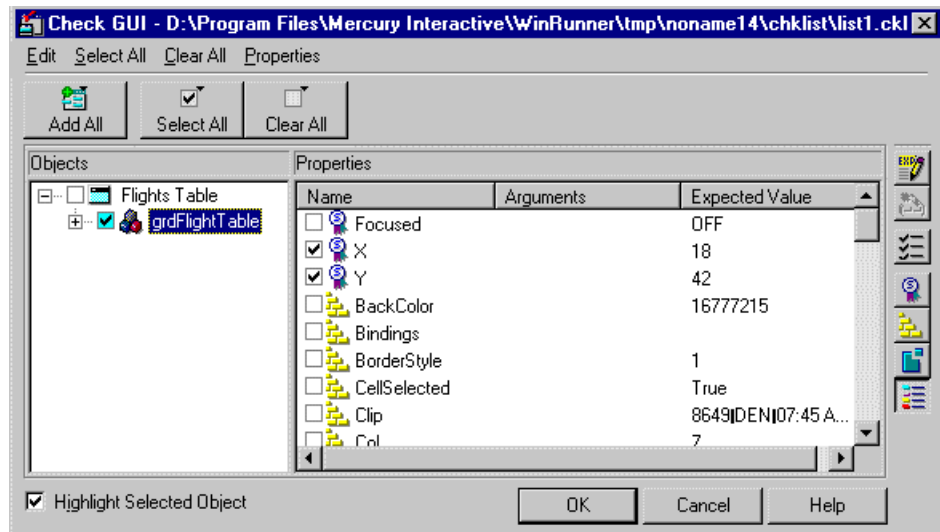 Check GUI - D:\Program Files\Mercury Interactive\WinRunner\tmp\noname14\chklist\list1.ckl
Edit Select All Clear All Properties
Add All Select All Clear All
Objects Properties
Flights Table
grdFlightTable
Name Arguments Expected Value
Focused OFF
X 18
Y 42
BackColor 16777215
Bindings
BorderStyle 1
CellSelected True
Clip 8649|DEN|07:45 A...
Col 7
EXP
Highlight Selected Object
OK Cancel Help